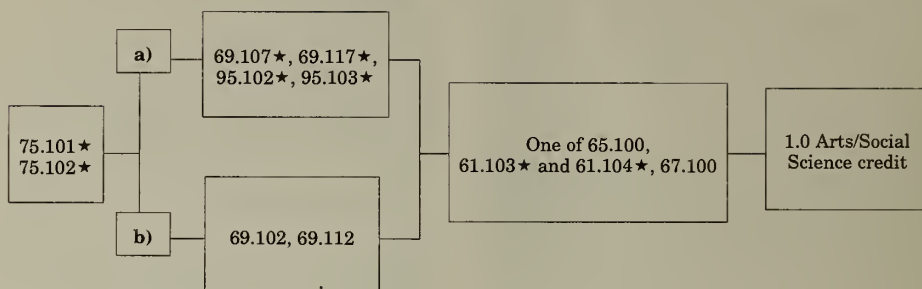 75.101★
75.102★
a)
69.107★, 69.117★,
95.102★, 95.103★
b)
69.102, 69.112
One of 65.100,
61.103★ and 61.104★, 67.100
1.0 Arts/Social
Science credit